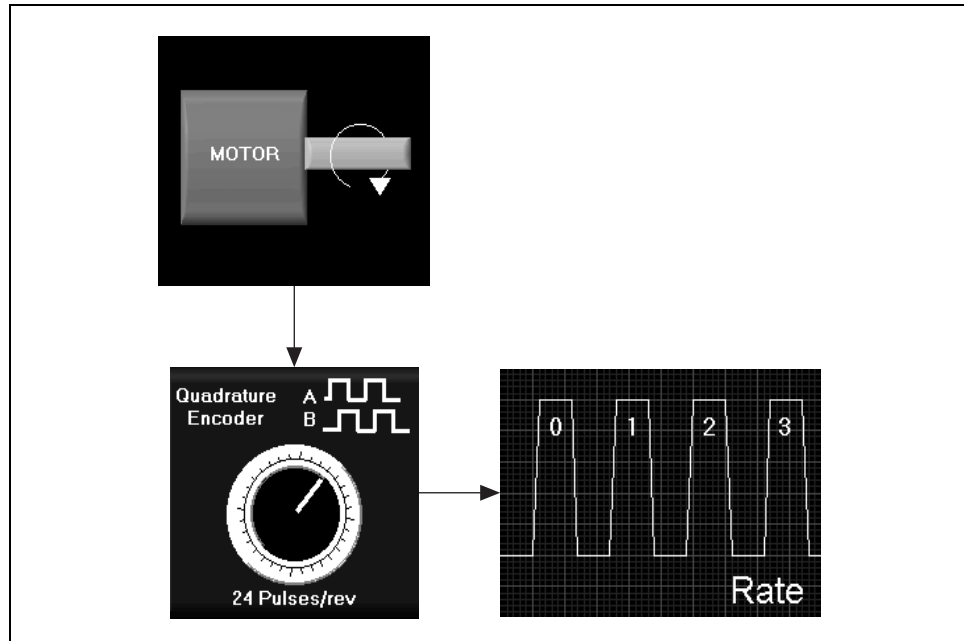 MOTOR
Quadrature A
Encoder B
24 Pulses/rev
0 1 2 3
Rate